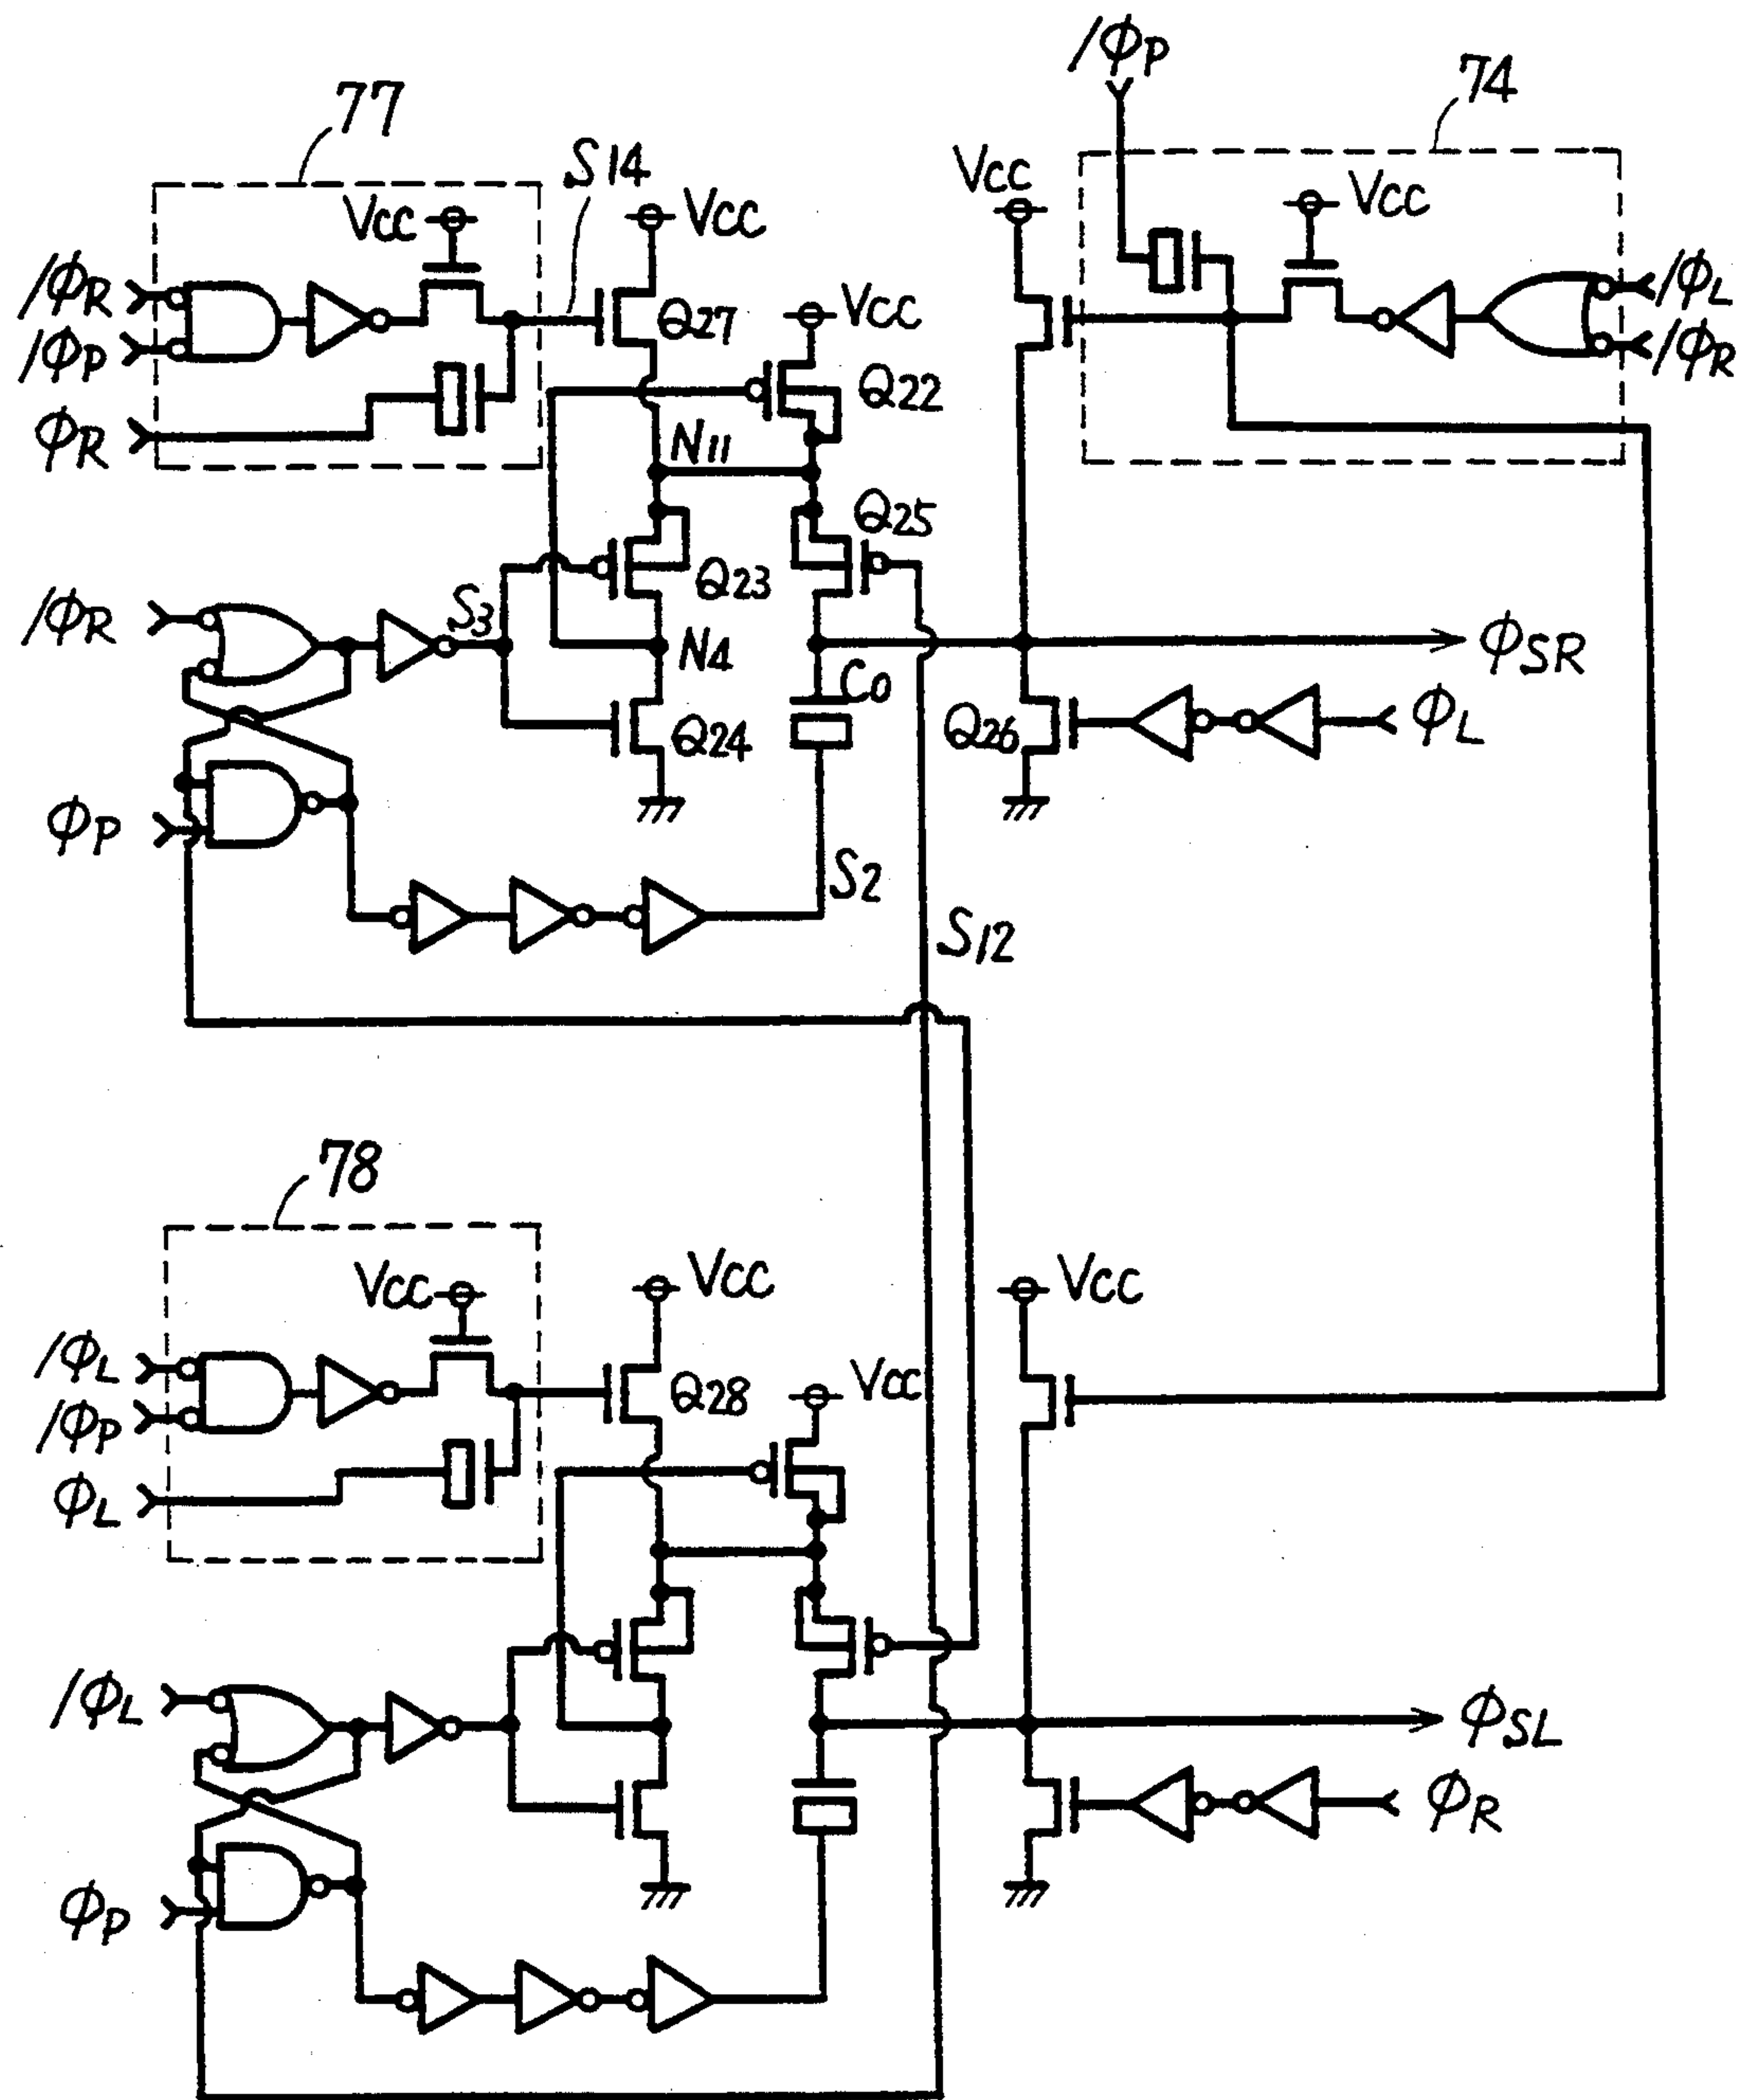 /ΦP
77
74
S14
VCC
VCC
VCC
VCC
/ΦR
/ΦP
ΦR
Q27
VCC
Q22
/ΦL
/ΦR
N11
Q25
Q23
/ΦR
S3
N4
C0
ΦSR
Q24
Q26
ΦL
ΦP
S2
S12
78
VCC
VCC
VCC
/ΦL
/ΦP
ΦL
Q28
VCC
/ΦL
ΦSL
ΦR
ΦP